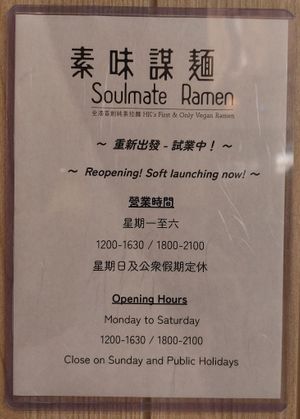 素味謀麺
Soulmate Ramen
全港首創純素拉麵 HK's First & Only Vegan Ramen
～ 重新出發 - 試業中！～
～ Reopening! Soft launching now! ～
營業時間
星期一至六
1200-1630 / 1800-2100
星期日及公衆假期定休
Opening Hours
Monday to Saturday
1200-1630 / 1800-2100
Close on Sunday and Public Holidays